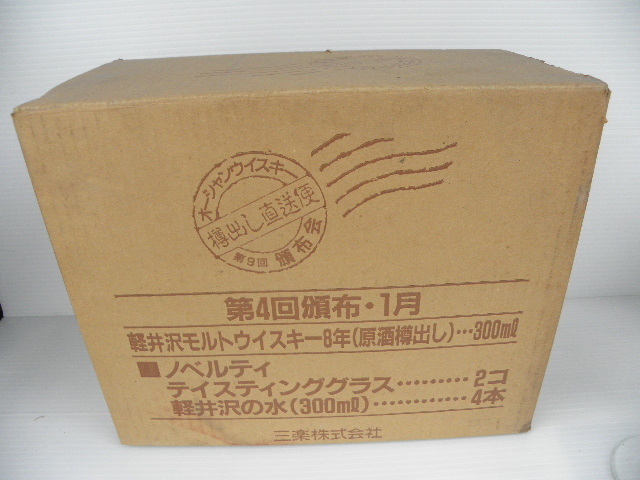 オーシャンウイスキー
樽出し直送便
第9回 頒布会
第4回頒布・1月
軽井沢モルトウイスキー8年(原酒樽出し)…300㎖
■ノベルティ
テイスティンググラス………2コ
軽井沢の水(300㎖)…………4本
三楽株式会社